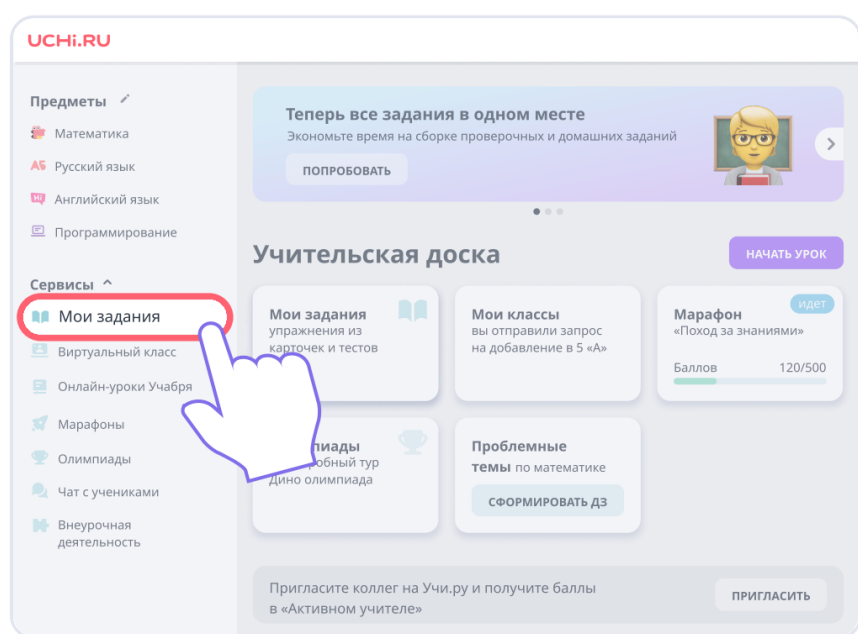 UCHi.RU
Предметы
Математика
Русский язык
Английский язык
Программирование
Сервисы
Мои задания
Виртуальный класс
Онлайн-уроки Учабря
Марафоны
Олимпиады
Чат с учениками
Внеурочная
деятельность
Теперь все задания в одном месте
Экономьте время на сборке проверочных и домашних заданий
ПОПРОБОВАТЬ
Учительская доска
НАЧАТЬ УРОК
Мои задания
упражнения из
карточек и тестов
Мои классы
вы отправили запрос
на добавление в 5 «А»
идет
Марафон
«Поход за знаниями»
Баллов 120/500
тур
Дино олимпиада
Проблемные
темы по математике
СФОРМИРОВАТЬ ДЗ
Пригласите коллег на Учи.ру и получите баллы
в «Активном учителе»
ПРИГЛАСИТЬ